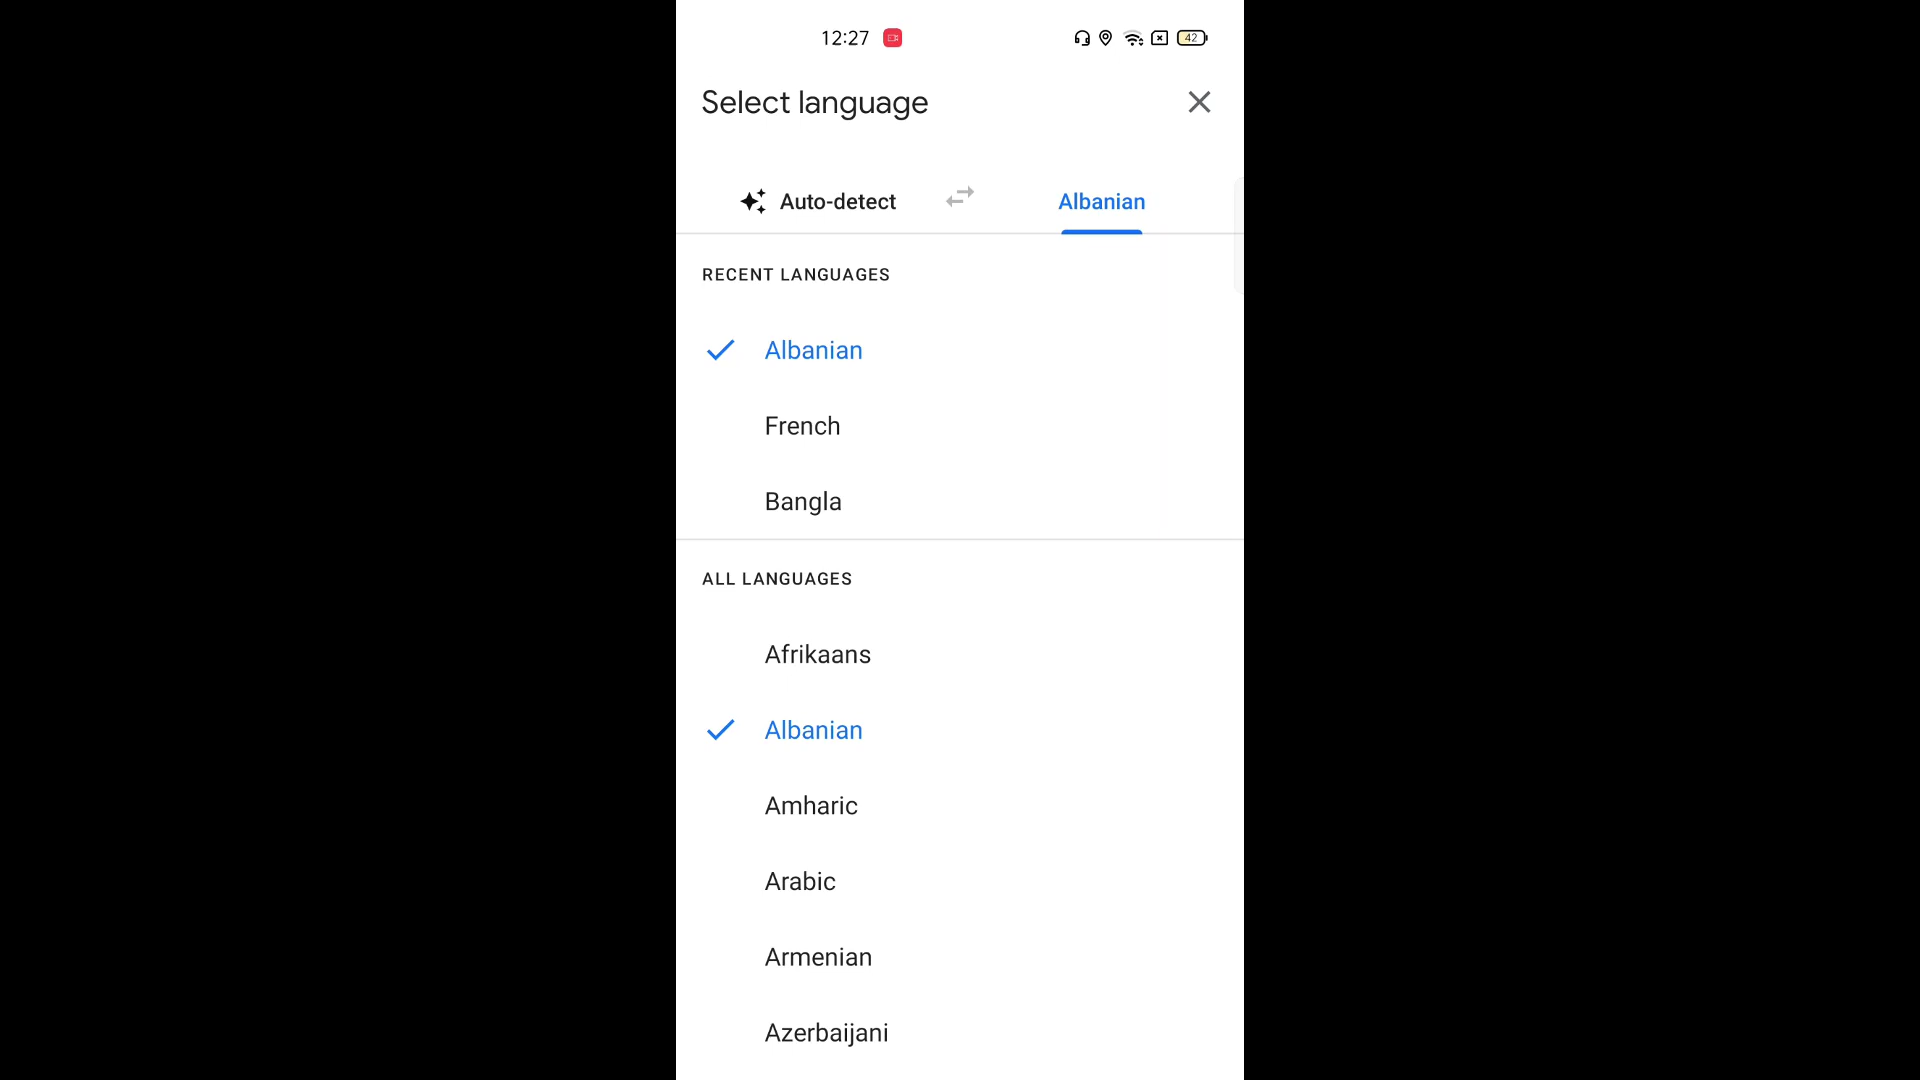 12:27
42
Select language
Auto-detect
Albanian
RECENT LANGUAGES
Albanian
French
Bangla
ALL LANGUAGES
Afrikaans
Albanian
Amharic
Arabic
Armenian
Azerbaijani